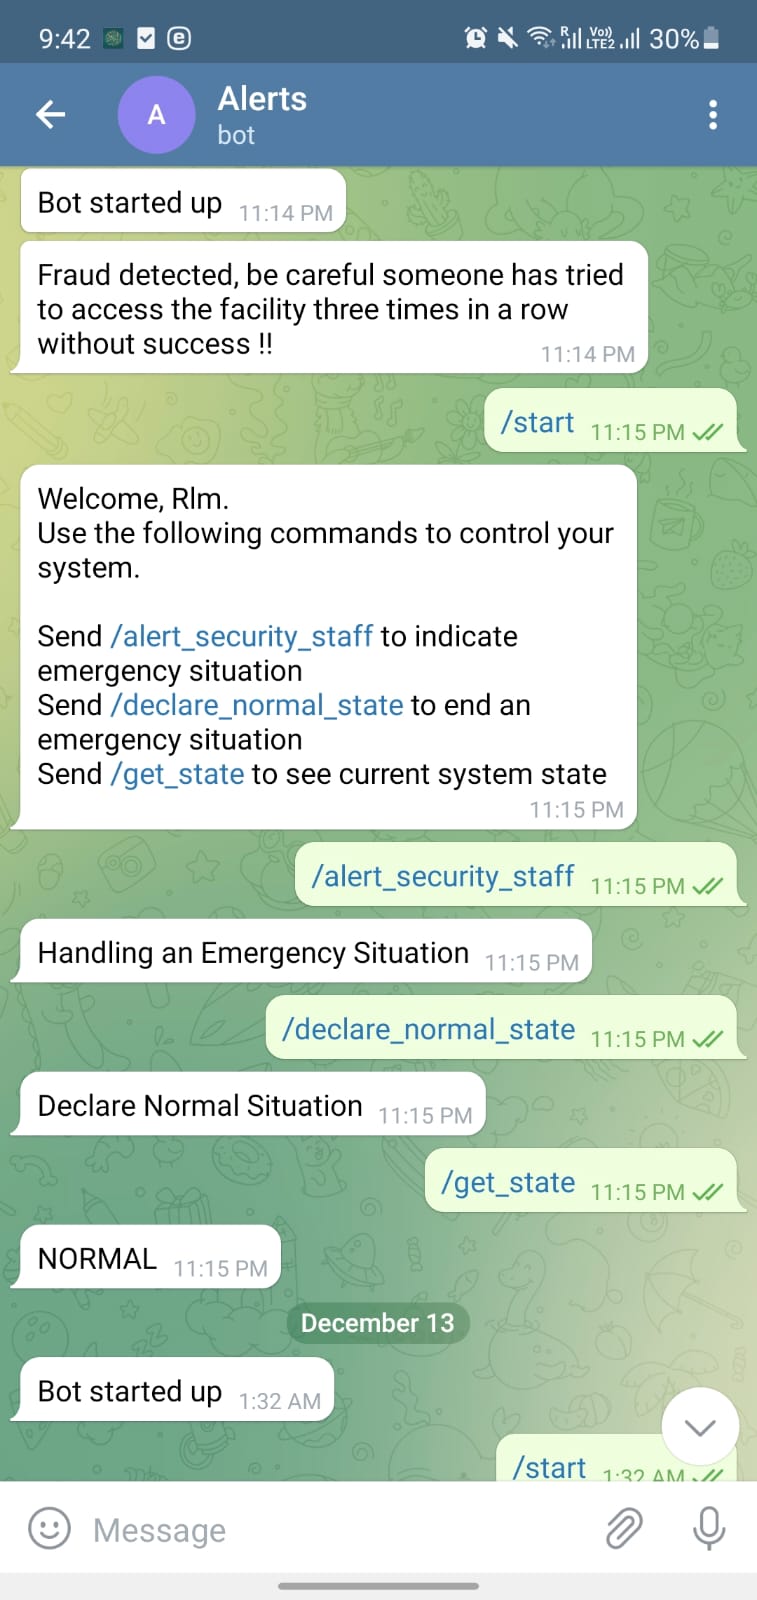 9:42 30%
R Vo)) LTE2
A
Alerts
bot
Bot started up 11:14 PM
Fraud detected, be careful someone has tried
to access the facility three times in a row
without success !! 11:14 PM
/start 11:15 PM
Welcome, Rlm.
Use the following commands to control your
system.
Send /alert_security_staff to indicate
emergency situation
Send /declare_normal_state to end an
emergency situation
Send /get_state to see current system state
11:15 PM
/alert_security_staff 11:15 PM
Handling an Emergency Situation 11:15 PM
/declare_normal_state 11:15 PM
Declare Normal Situation 11:15 PM
/get_state 11:15 PM
NORMAL 11:15 PM
December 13
Bot started up 1:32 AM
/start 1:32 AM
Message